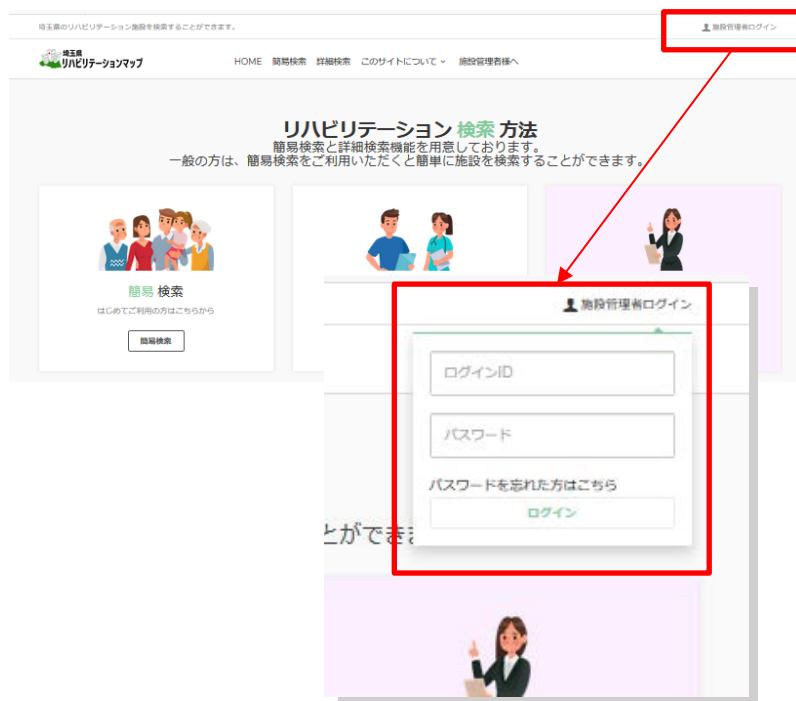 埼玉県のリハビリテーション施設を検索することができます。
施設管理者ログイン
埼玉県
リハビリテーションマップ
HOME 簡易検索 詳細検索 このサイトについて 施設管理者様へ
リハビリテーション 検索 方法
簡易検索と詳細検索機能を用意しております。
一般の方は、簡易検索をご利用いただくと簡単に施設を検索することができます。
簡易 検索
はじめてご利用の方はこちらから
簡易検索
施設管理者ログイン
ログインID
パスワード
パスワードを忘れた方はこちら
ログイン
とができま